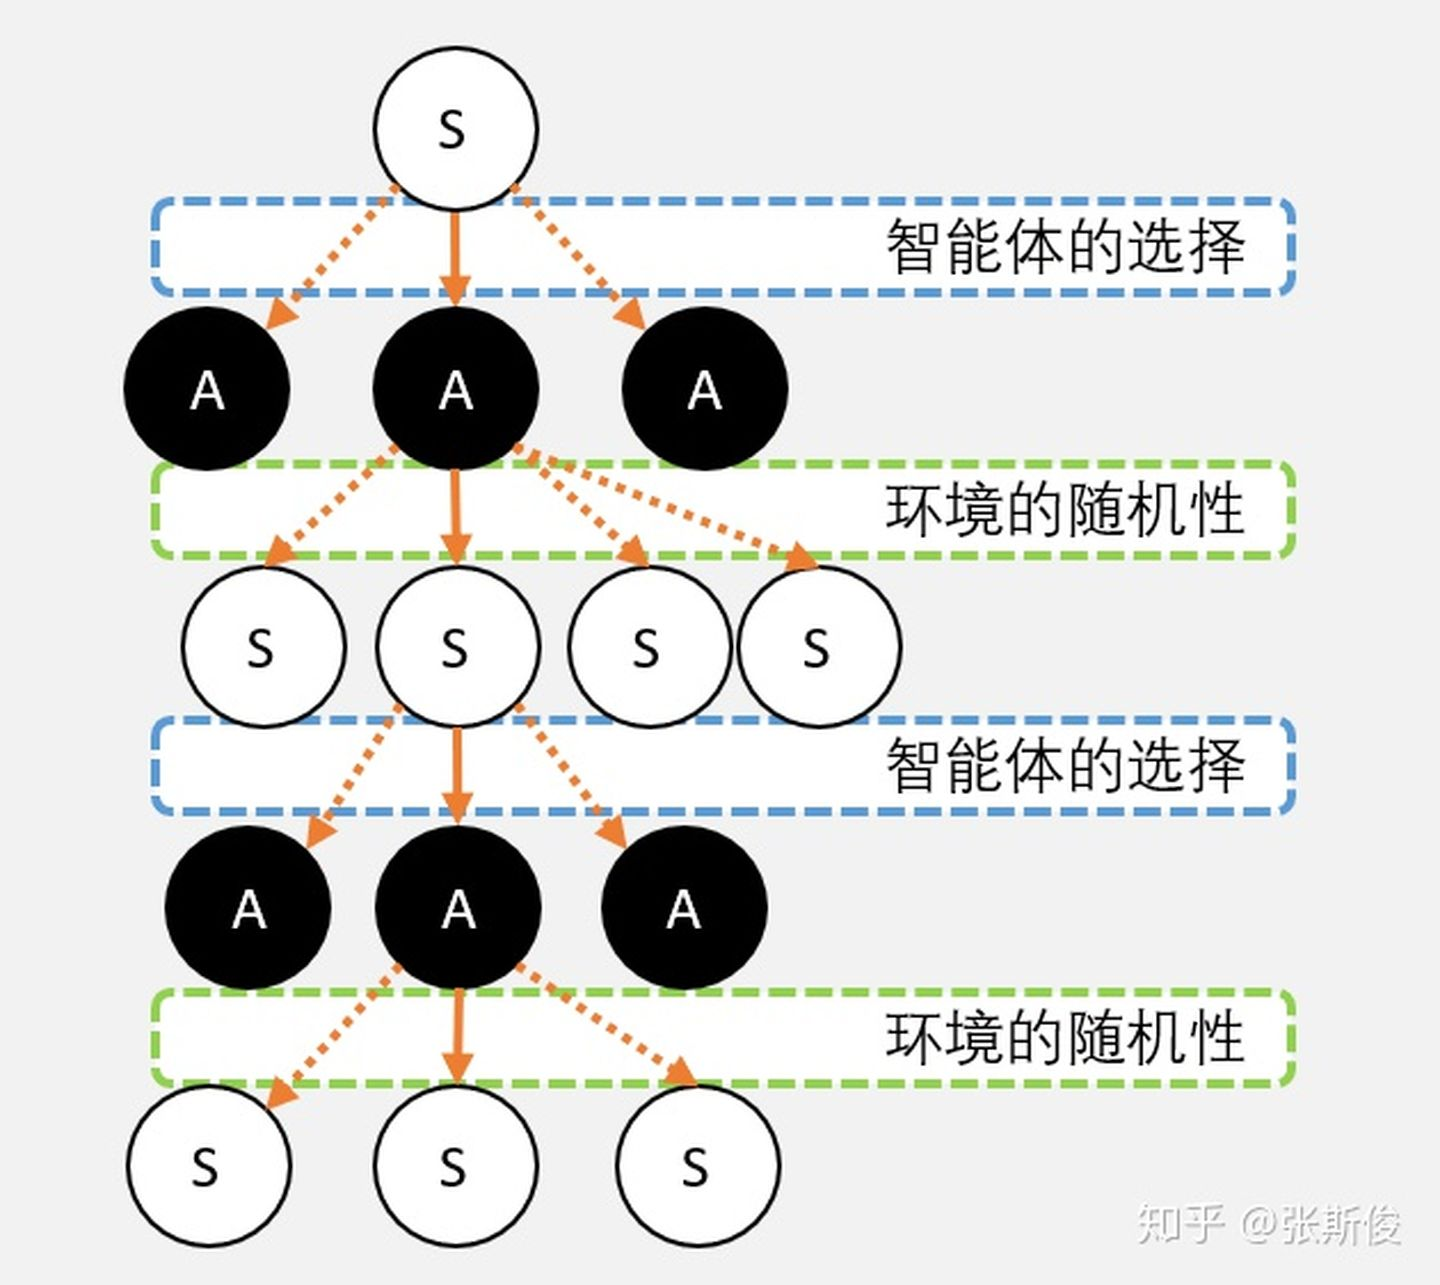 S
智能体的选择
A A A
环境的随机性
S S S S
智能体的选择
A A A
环境的随机性
S S S
知乎 @张斯俊